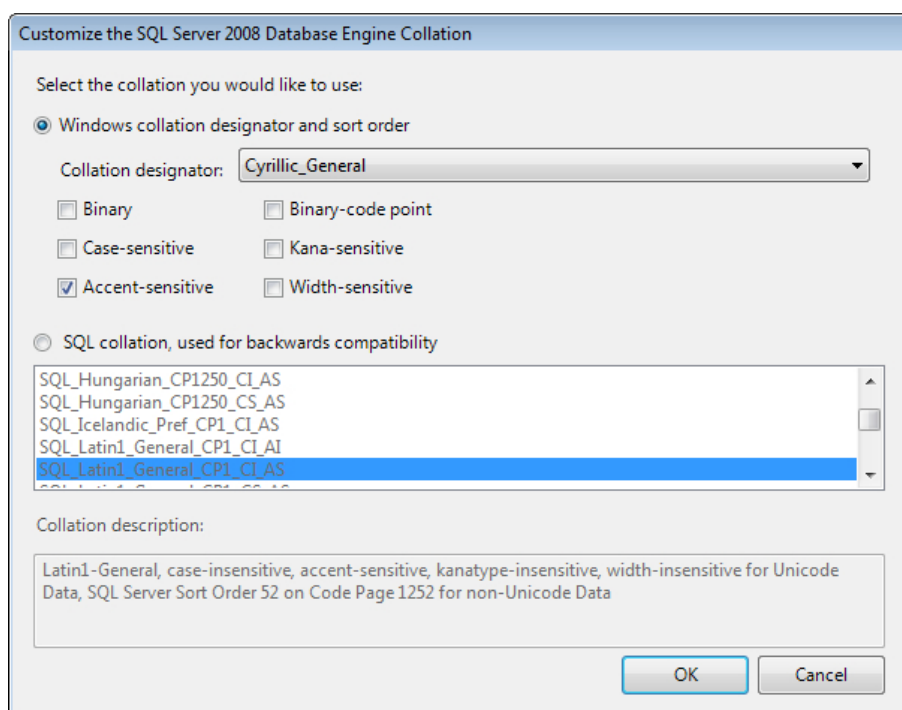 Customize the SQL Server 2008 Database Engine Collation
Select the collation you would like to use:
Windows collation designator and sort order
Collation designator: Cyrillic_General
Binary Binary-code point
Case-sensitive Kana-sensitive
Accent-sensitive Width-sensitive
SQL collation, used for backwards compatibility
SQL_Hungarian_CP1250_CI_AS
SQL_Hungarian_CP1250_CS_AS
SQL_Icelandic_Pref_CP1_CI_AS
SQL_Latin1_General_CP1_CI_AI
SQL_Latin1_General_CP1_CI_AS
Collation description:
Latin1-General, case-insensitive, accent-sensitive, kanatype-insensitive, width-insensitive for Unicode
Data, SQL Server Sort Order 52 on Code Page 1252 for non-Unicode Data
OK Cancel